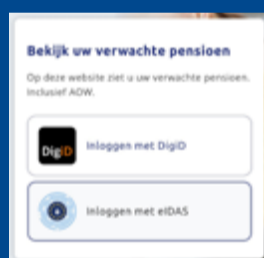 Bekijk uw verwachte pensioen
Op deze website ziet u uw verwachte pensioen.
Inclusief AOW.
DigiD
Inloggen met DigiD
Inloggen met eIDAS